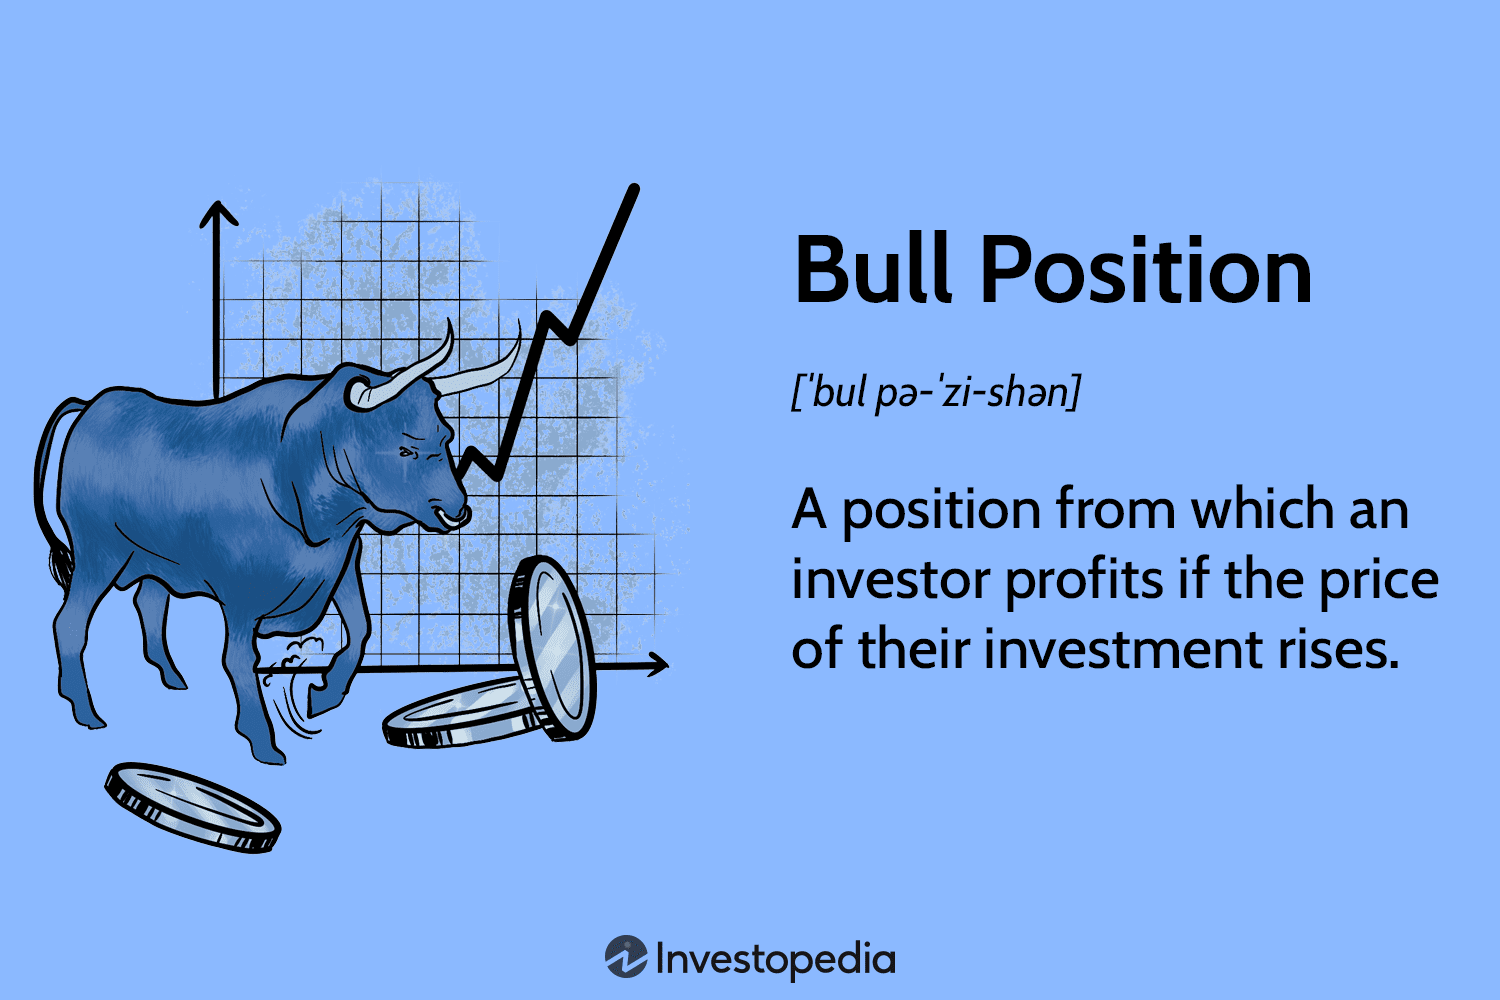 Bull Position
[ˈbul pə-ˈzi-shən]
A position from which an
investor profits if the price
of their investment rises.
Investopedia